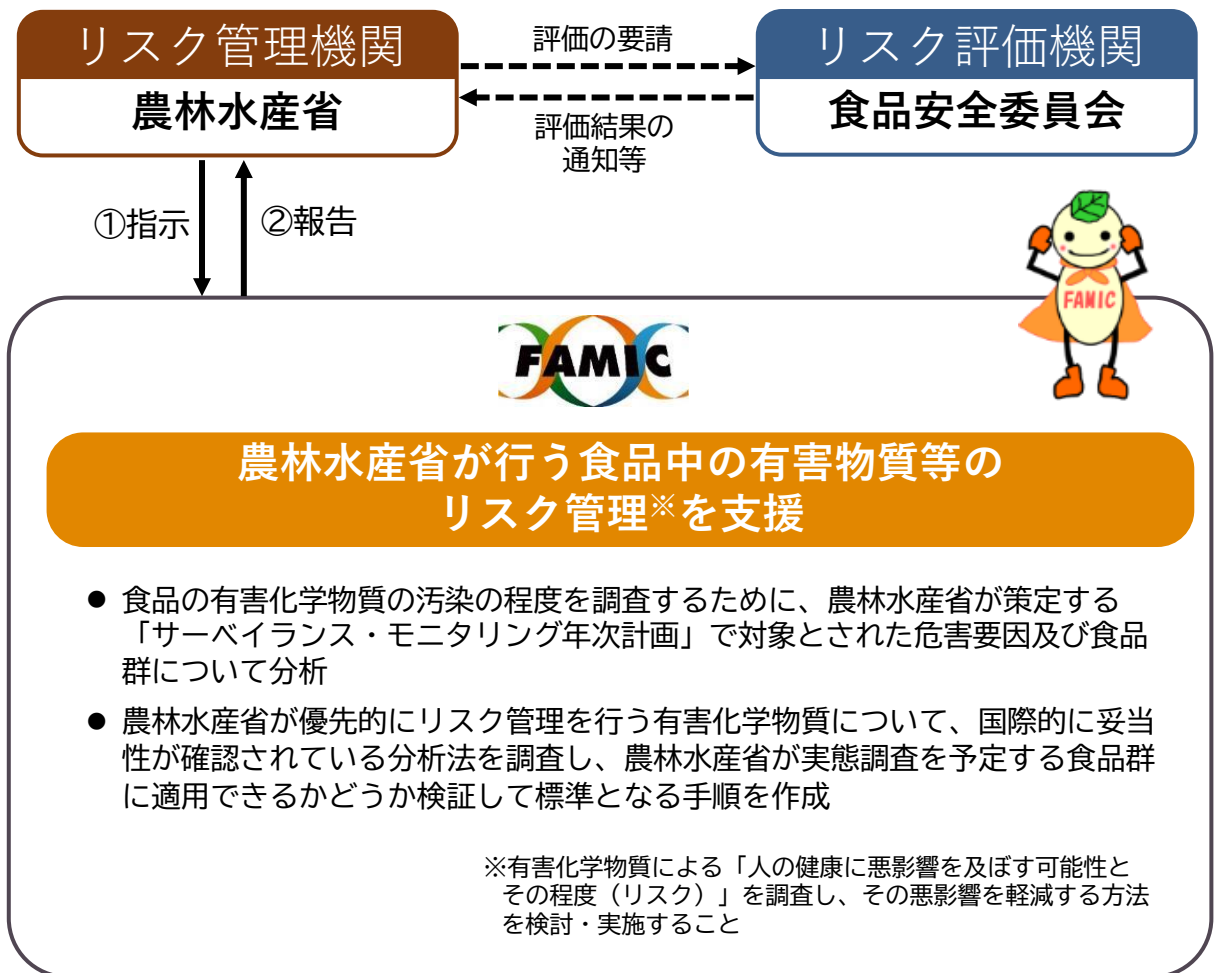 リスク管理機関
農林水産省
評価の要請
評価結果の
通知等
リスク評価機関
食品安全委員会
①指示
②報告
FAMIC
FAMIC
農林水産省が行う食品中の有害物質等の
リスク管理※を支援
● 食品の有害化学物質の汚染の程度を調査するために、農林水産省が策定する
「サーベイランス・モニタリング年次計画」で対象とされた危害要因及び食品
群について分析
● 農林水産省が優先的にリスク管理を行う有害化学物質について、国際的に妥当
性が確認されている分析法を調査し、農林水産省が実態調査を予定する食品群
に適用できるかどうか検証して標準となる手順を作成
※有害化学物質による「人の健康に悪影響を及ぼす可能性と
その程度（リスク）」を調査し、その悪影響を軽減する方法
を検討・実施すること